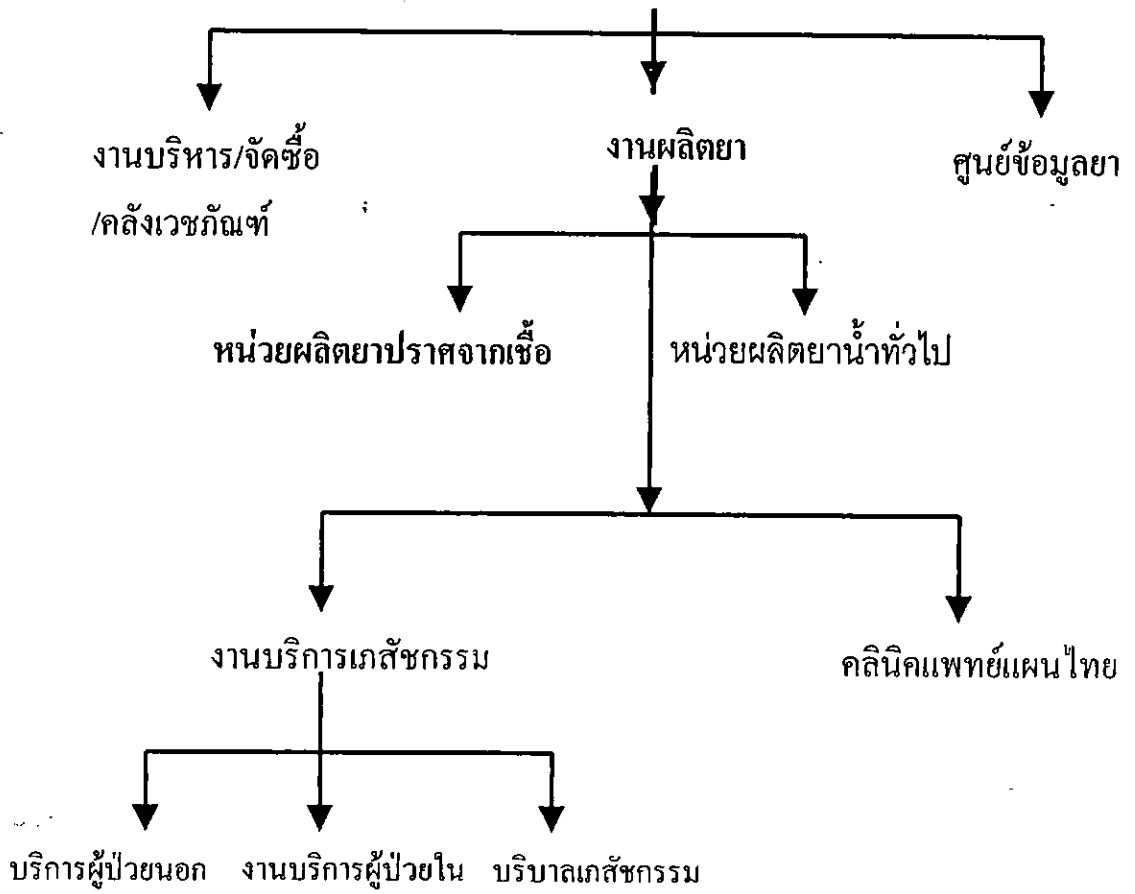 งานบริหาร/จัดซื้อ
/คลังเวชภัณฑ์
งานผลิตยา
ศูนย์ข้อมูลยา
หน่วยผลิตยาปราศจากเชื้อ
หน่วยผลิตยาน้ำทั่วไป
งานบริการเภสัชกรรม
คลินิคแพทย์แผนไทย
บริการผู้ป่วยนอก
งานบริการผู้ป่วยใน
บริบาลเภสัชกรรม